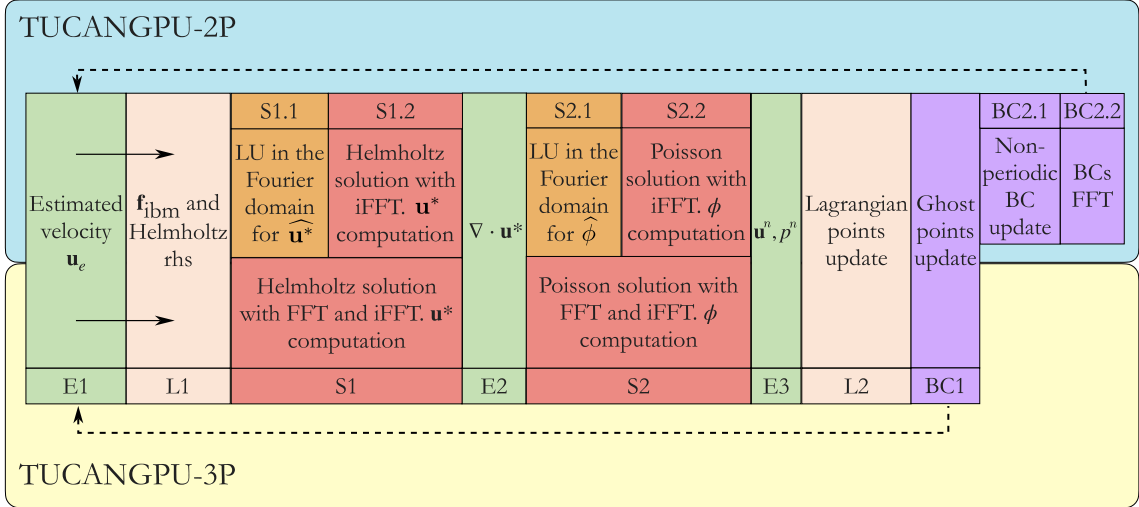 TUCANGPU-2P
S1.1
S1.2
S2.1
S2.2
BC2.1
BC2.2
Estimated
velocity
𝐮ₑ
𝐟ibm and
Helmholtz
rhs
LU in the
Fourier
domain
for 𝐮*̂
Helmholtz
solution with
iFFT. 𝐮*
computation
Helmholtz solution
with FFT and iFFT. 𝐮*
computation
∇ · 𝐮*
LU in the
Fourier
domain
for ϕ̂
Poisson
solution with
iFFT. ϕ
computation
Poisson solution with
FFT and iFFT. ϕ
computation
𝐮ⁿ, pⁿ
Lagrangian
points
update
Ghost
points
update
Non-
periodic
BC
update
BCs
FFT
E1
L1
S1
E2
S2
E3
L2
BC1
TUCANGPU-3P